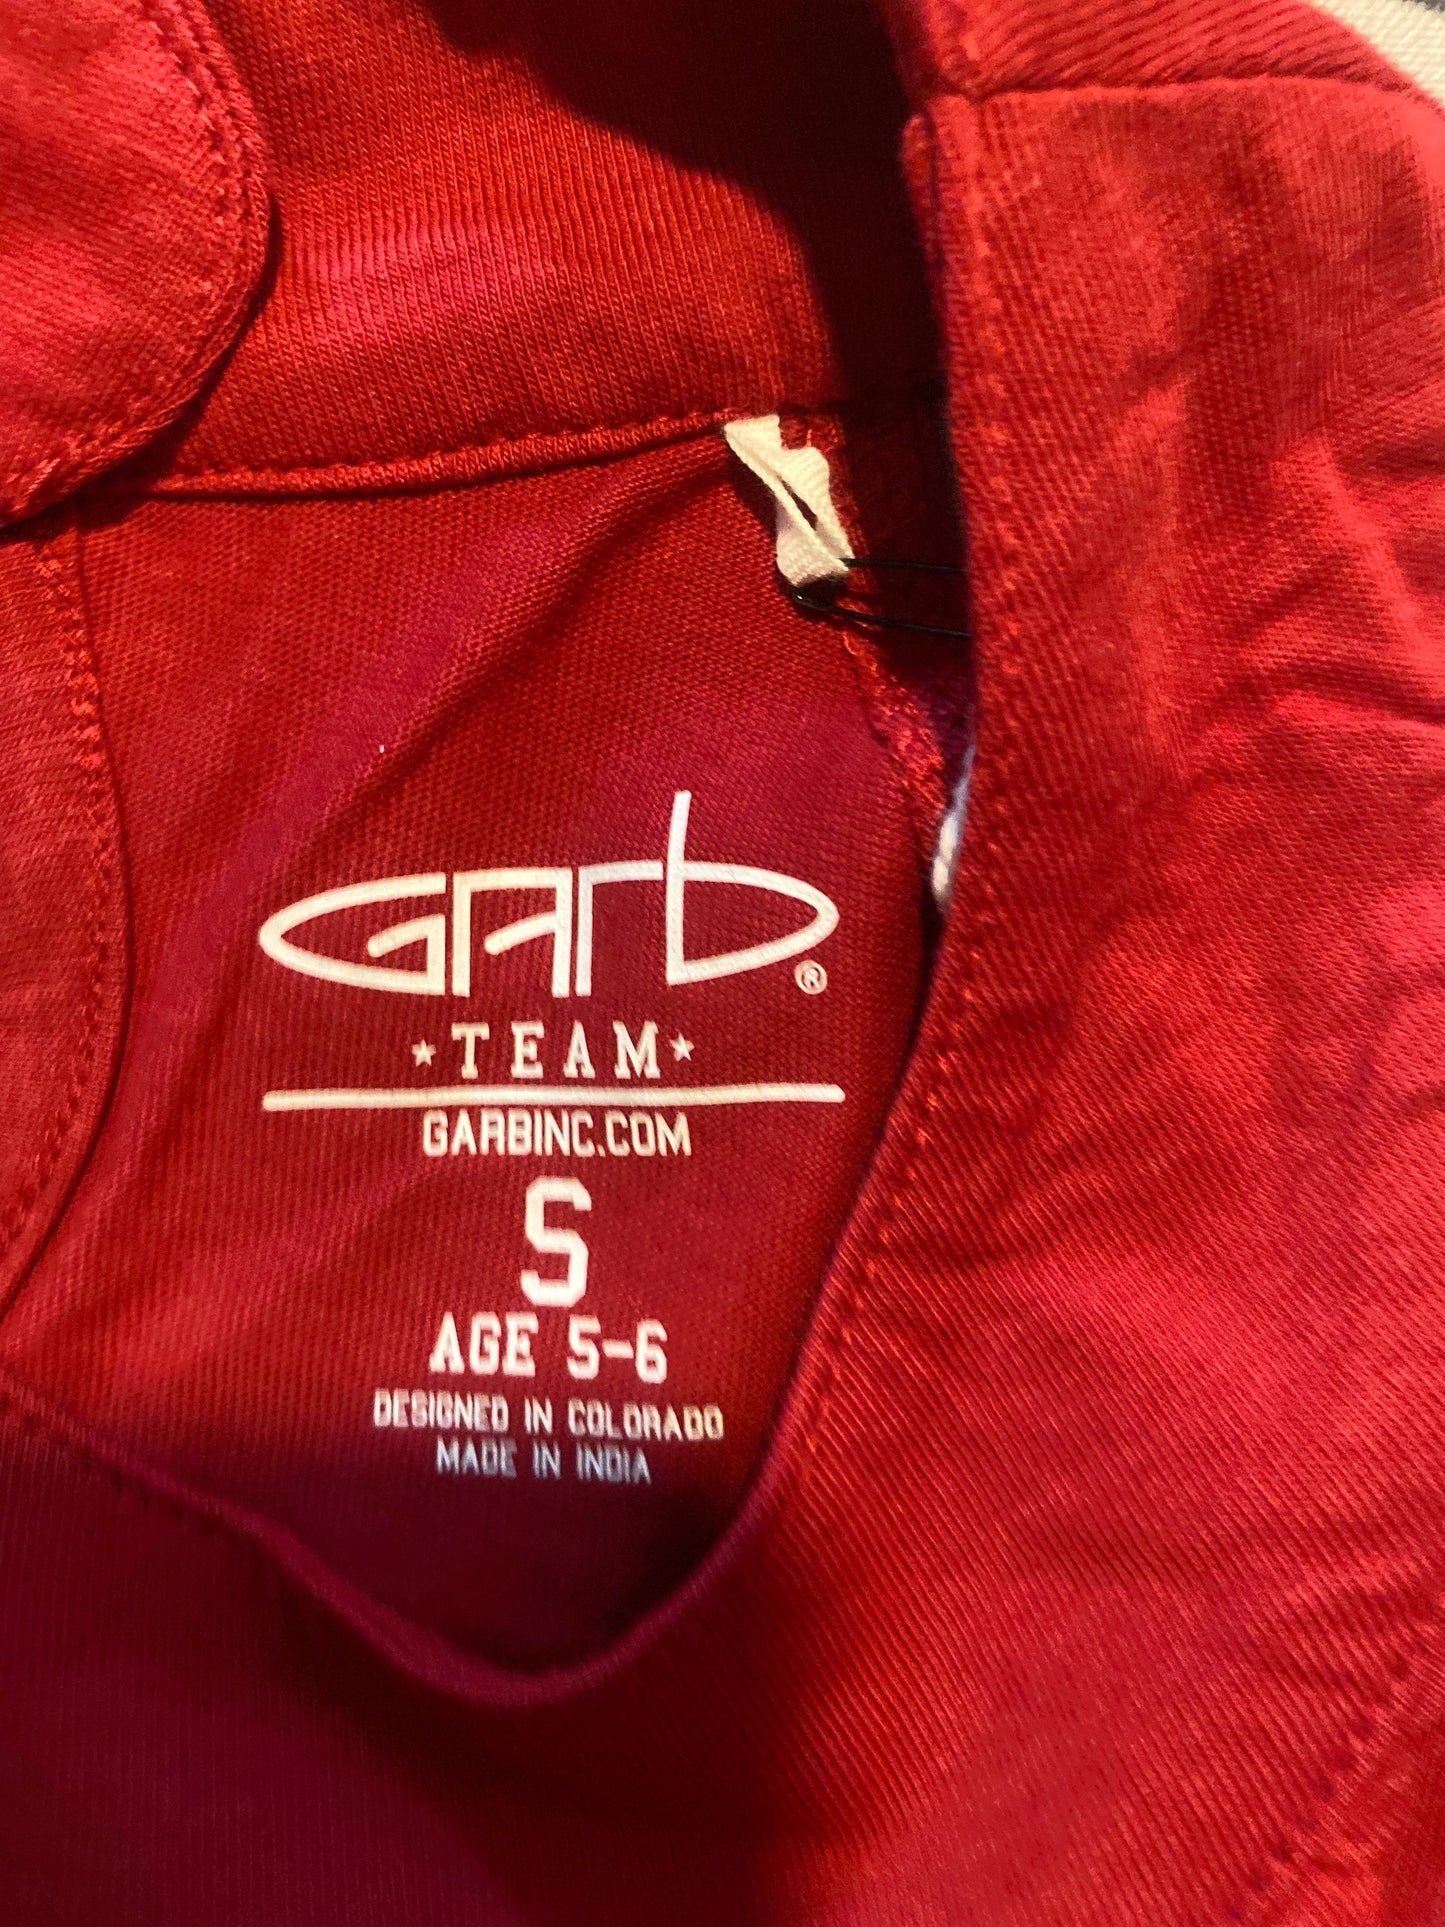 GARb®
★TEAM★
GARBINC.COM
S
AGE 5-6
DESIGNED IN COLORADO
MADE IN INDIA